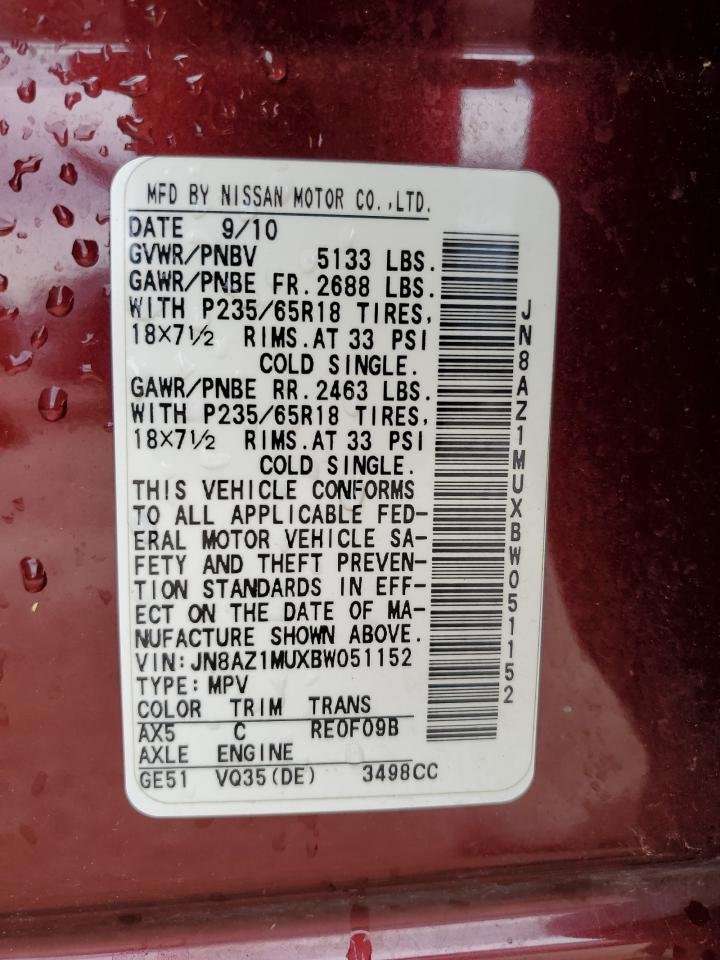 MFD BY NISSAN MOTOR CO.,LTD.
DATE 9/10
GVWR/PNBV 5133 LBS.
GAWR/PNBE FR. 2688 LBS.
WITH P235/65R18 TIRES,
18X7½ RIMS. AT 33 PSI
COLD SINGLE.
GAWR/PNBE RR. 2463 LBS.
WITH P235/65R18 TIRES,
18X7½ RIMS. AT 33 PSI
COLD SINGLE.
THIS VEHICLE CONFORMS
TO ALL APPLICABLE FED-
ERAL MOTOR VEHICLE SA-
FETY AND THEFT PREVEN-
TION STANDARDS IN EFF-
ECT ON THE DATE OF MA-
NUFACTURE SHOWN ABOVE.
VIN: JN8AZ1MUXBW051152
TYPE: MPV
COLOR TRIM TRANS
AX5 C RE0F09B
AXLE ENGINE
GE51 VQ35(DE) 3498CC
JN8AZ1MUXBW051152